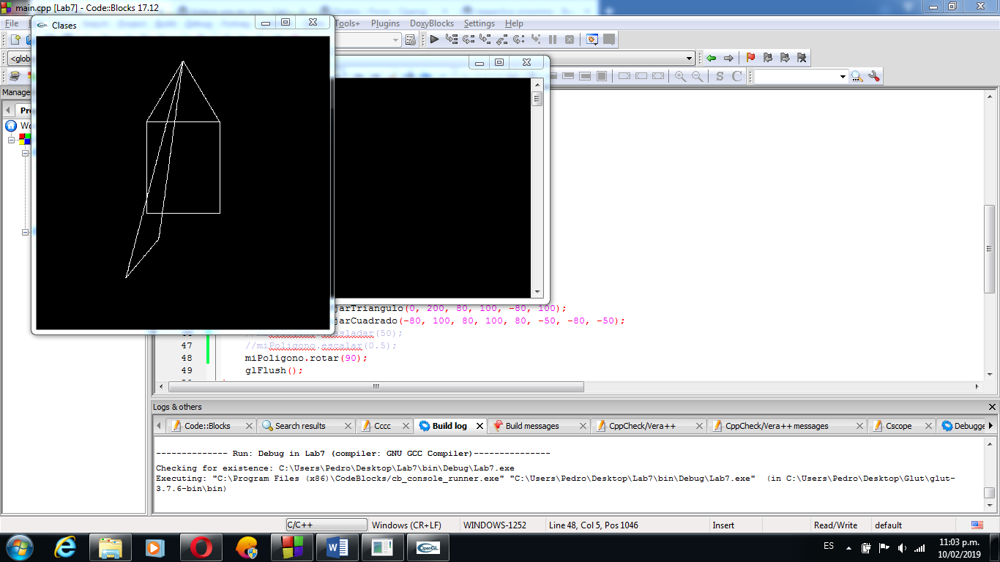 main.cpp [Lab7] - Code::Blocks 17.12
File
Tools+ Plugins DoxyBlocks Settings Help
Clases
<glob
S C
Manage
Pr
Wo
jarTriangulo(0, 200, 80, 100, -80, 100);
jarCuadrado(-80, 100, 80, 100, 80, -50, -80, -50);
sladar(50);
47 //miPoligono.escalar(0.5);
48 miPoligono.rotar(90);
49 glFlush();
Logs & others
Code::Blocks Search results Cccc Build log Build messages CppCheck/Vera++ CppCheck/Vera++ messages Cscope Debugge
-------------- Run: Debug in Lab7 (compiler: GNU GCC Compiler)---------------
Checking for existence: C:\Users\Pedro\Desktop\Lab7\bin\Debug\Lab7.exe
Executing: "C:\Program Files (x86)\CodeBlocks/cb_console_runner.exe" "C:\Users\Pedro\Desktop\Lab7\bin\Debug\Lab7.exe"  (in C:\Users\Pedro\Desktop\Glut\glut-
3.7.6-bin\bin)
C/C++ Windows (CR+LF) WINDOWS-1252 Line 48, Col 5, Pos 1046 Insert Read/Write default
OpenGL
ES
11:03 p.m.
10/02/2019